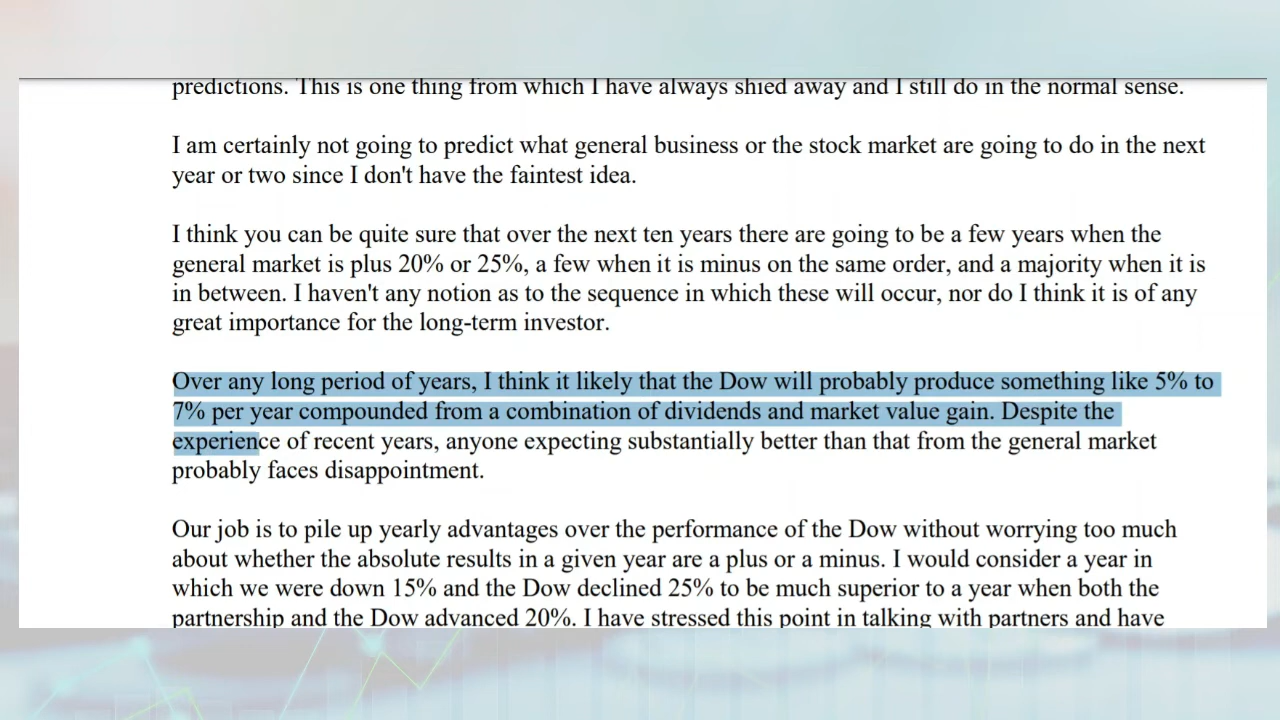 predictions. This is one thing from which I have always shied away and I still do in the normal sense.
I am certainly not going to predict what general business or the stock market are going to do in the next
year or two since I don't have the faintest idea.
I think you can be quite sure that over the next ten years there are going to be a few years when the
general market is plus 20% or 25%, a few when it is minus on the same order, and a majority when it is
in between. I haven't any notion as to the sequence in which these will occur, nor do I think it is of any
great importance for the long-term investor.
Over any long period of years, I think it likely that the Dow will probably produce something like 5% to
7% per year compounded from a combination of dividends and market value gain. Despite the
experience of recent years, anyone expecting substantially better than that from the general market
probably faces disappointment.
Our job is to pile up yearly advantages over the performance of the Dow without worrying too much
about whether the absolute results in a given year are a plus or a minus. I would consider a year in
which we were down 15% and the Dow declined 25% to be much superior to a year when both the
partnership and the Dow advanced 20%. I have stressed this point in talking with partners and have